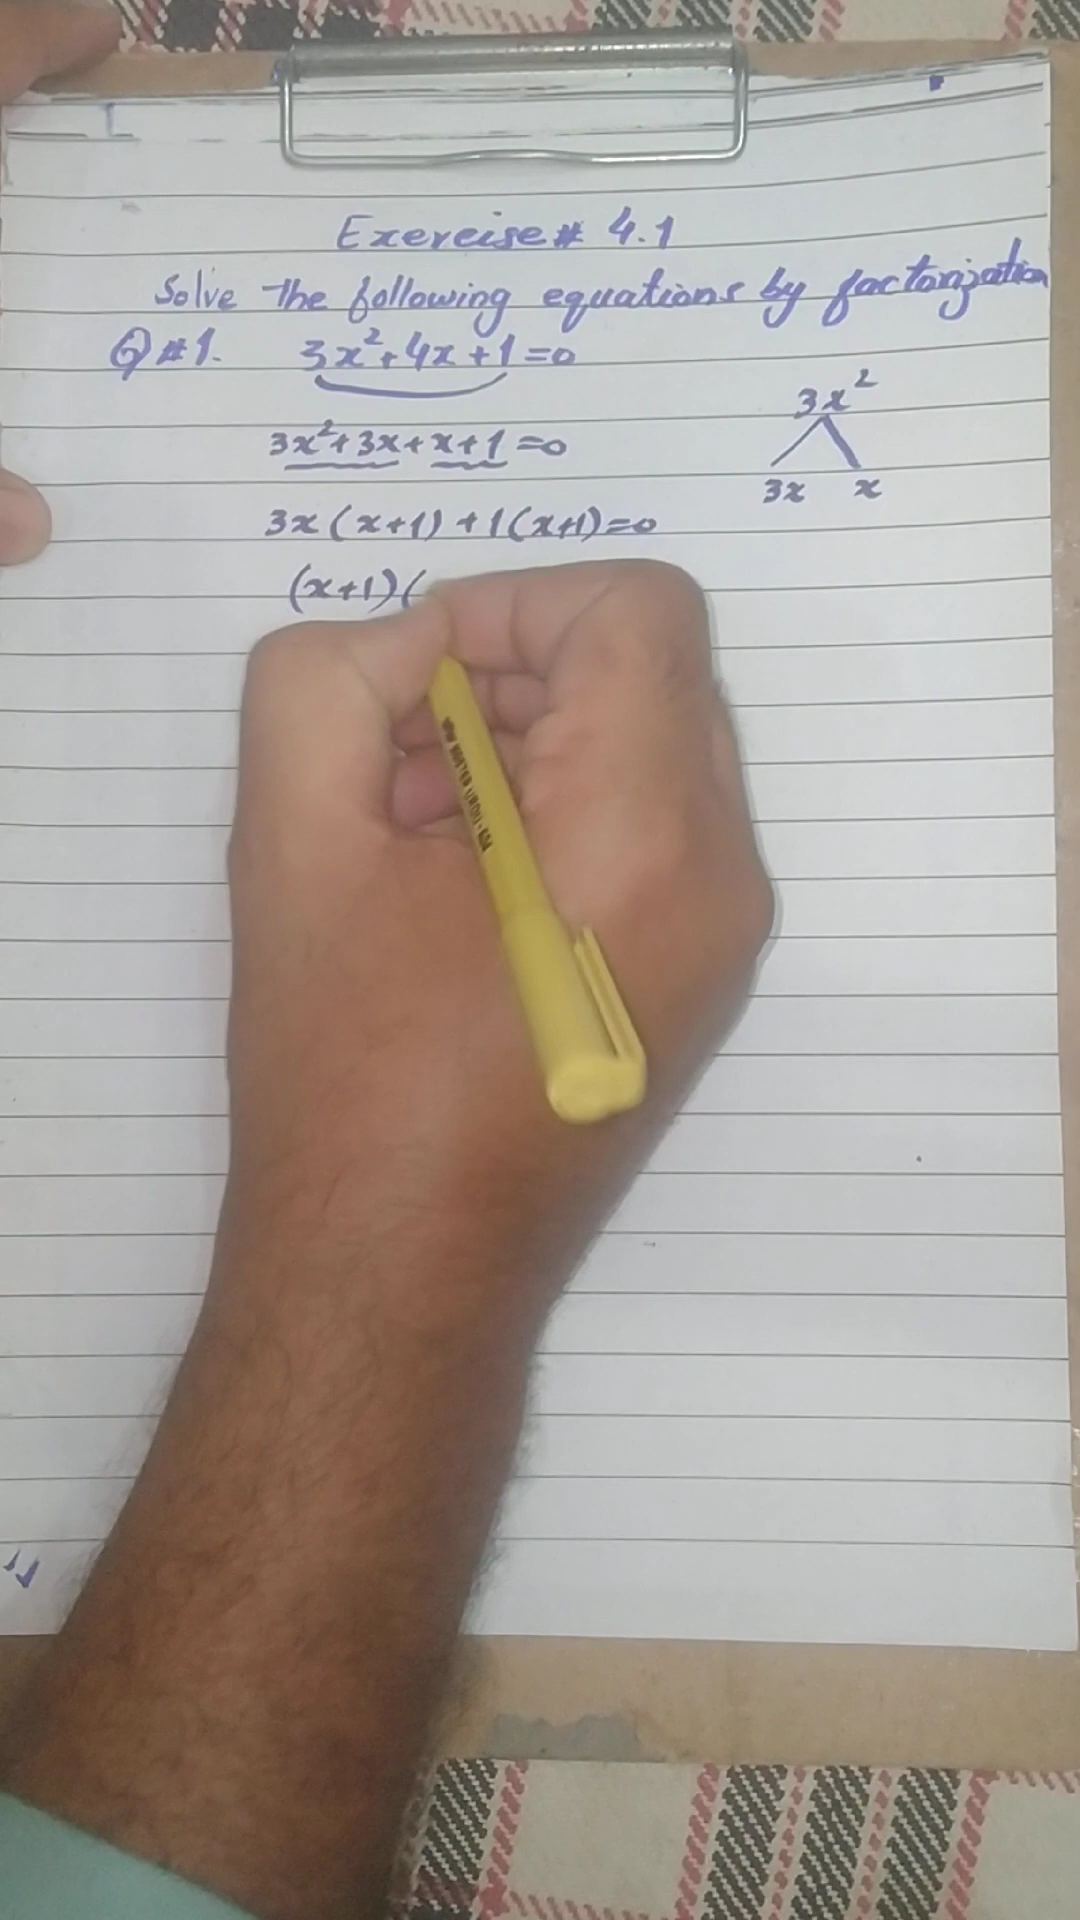 Exercise # 4.1
Solve the following equations by factorization
Q # 1. 3x²+4x+1=0
3x²
3x²+3x+x+1=0
3x x
3x(x+1)+1(x+1)=0
(x+1)(